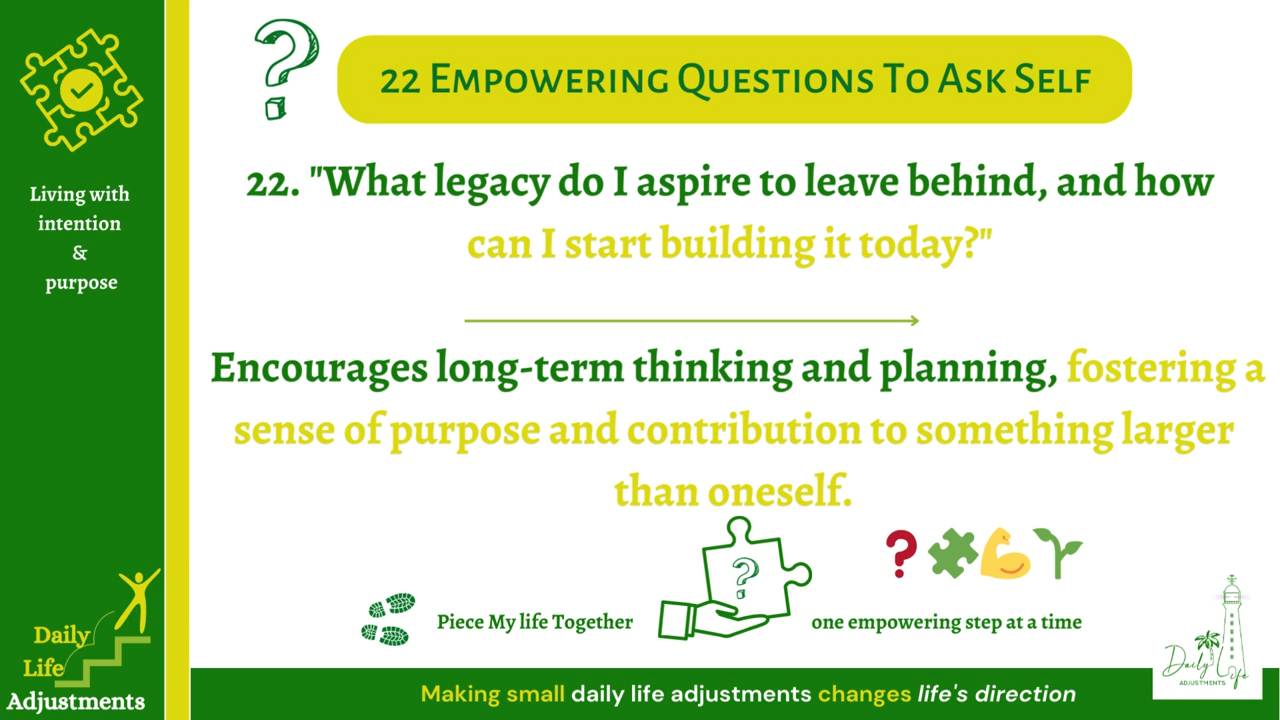 22 Empowering Questions To Ask Self
Living with
intention
&
purpose
22. "What legacy do I aspire to leave behind, and how
can I start building it today?"
Encourages long-term thinking and planning, fostering a
sense of purpose and contribution to something larger
than oneself.
?
Piece My life Together
one empowering step at a time
Daily
Life
Adjustments
Making small daily life adjustments changes life's direction
Daily Life
ADJUSTMENTS